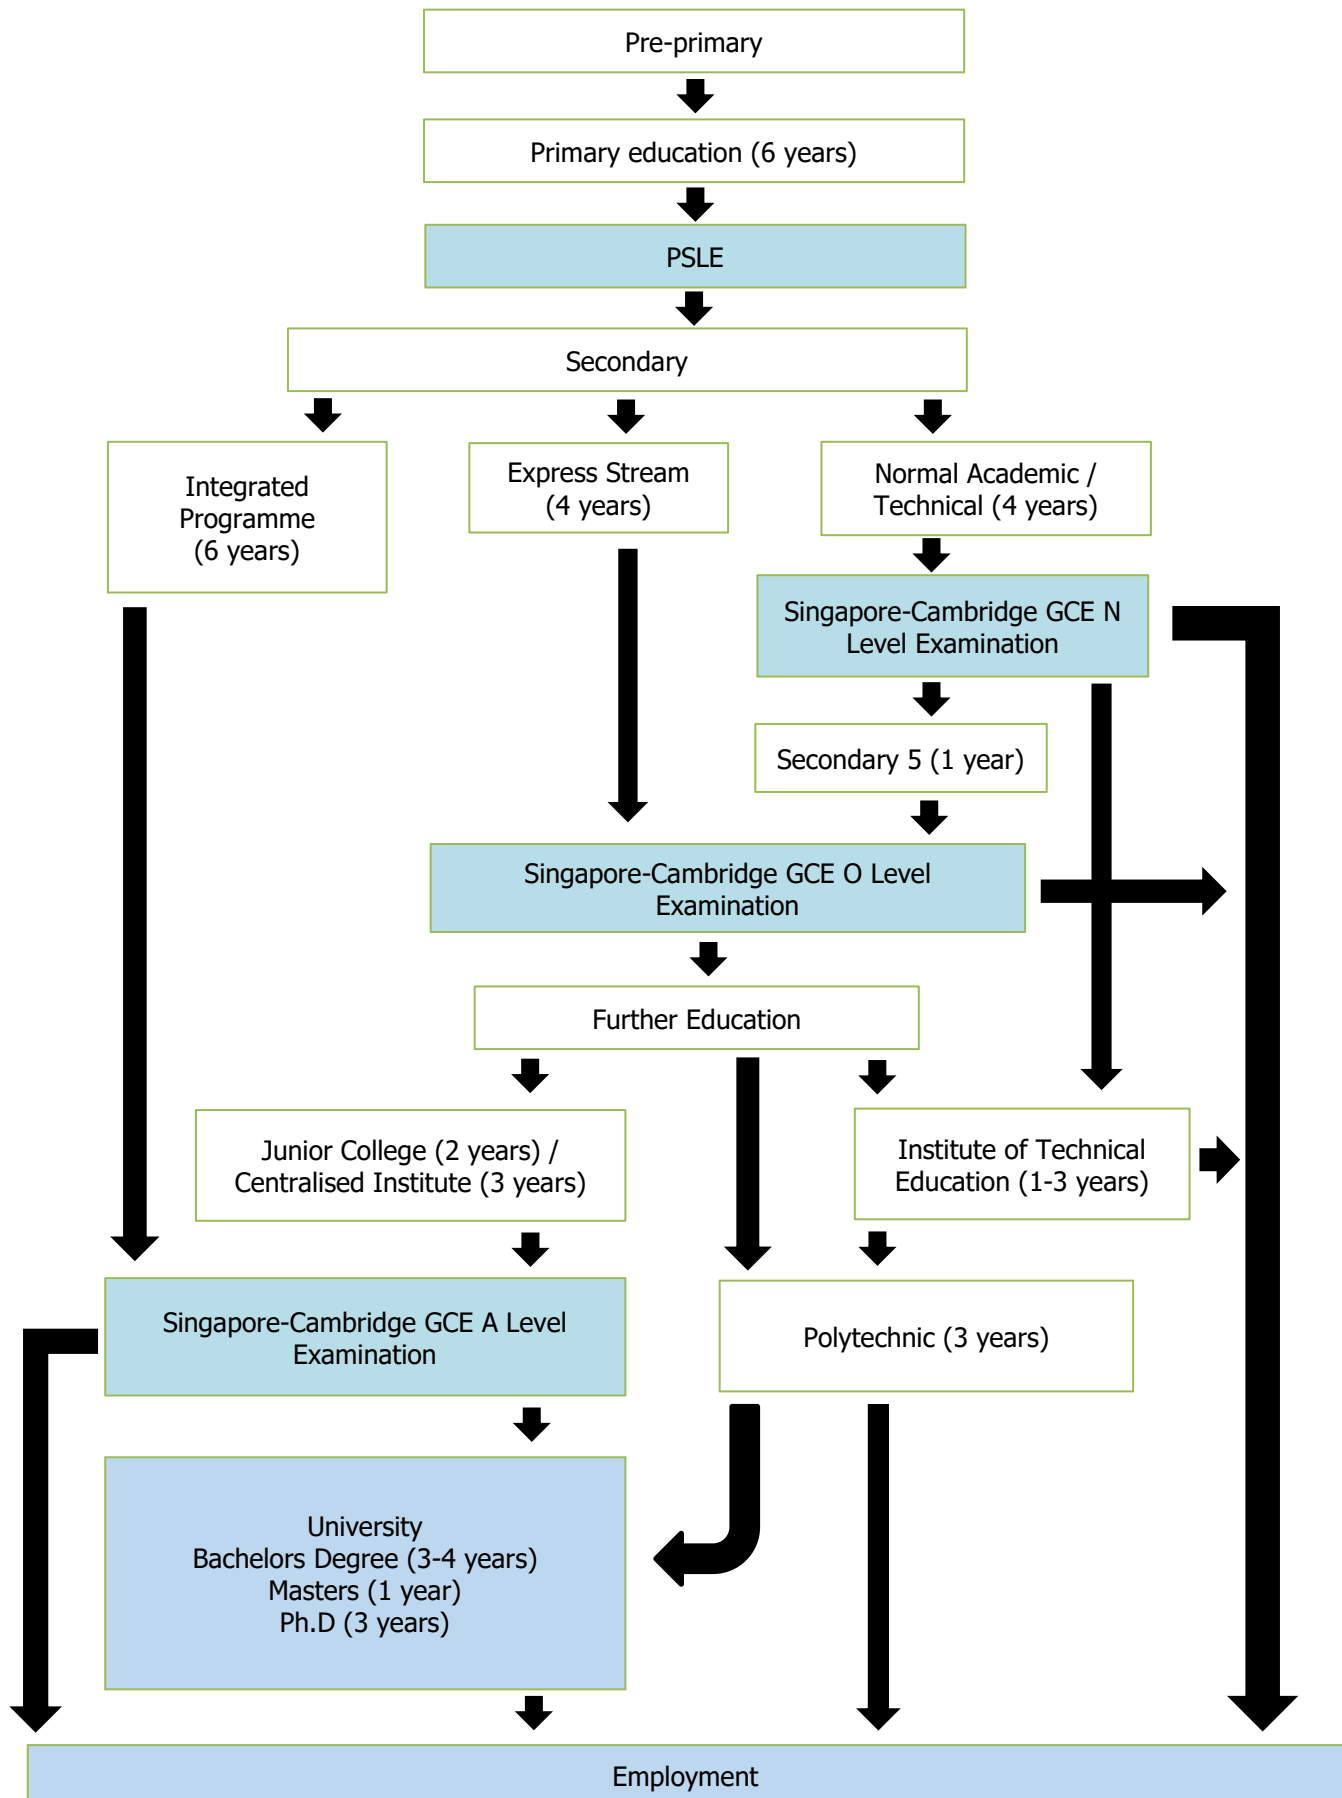 Pre-primary
Primary education (6 years)
PSLE
Secondary
Integrated
Programme
(6 years)
Express Stream
(4 years)
Normal Academic /
Technical (4 years)
Singapore-Cambridge GCE N
Level Examination
Secondary 5 (1 year)
Singapore-Cambridge GCE O Level
Examination
Further Education
Junior College (2 years) /
Centralised Institute (3 years)
Institute of Technical
Education (1-3 years)
Singapore-Cambridge GCE A Level
Examination
Polytechnic (3 years)
University
Bachelors Degree (3-4 years)
Masters (1 year)
Ph.D (3 years)
Employment